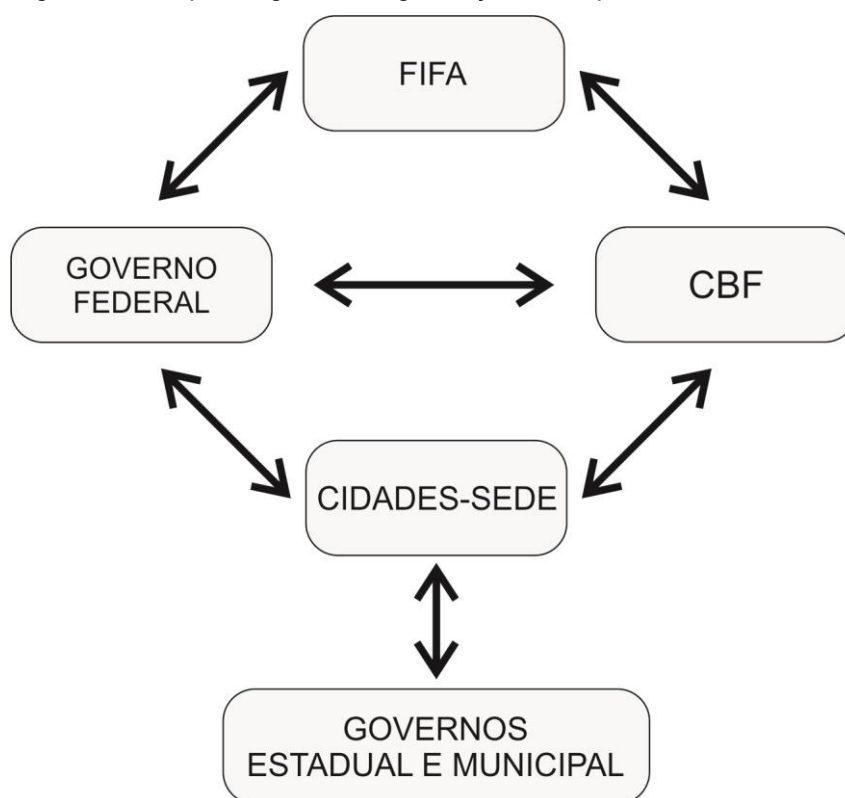 FIFA
GOVERNO
FEDERAL
CBF
CIDADES-SEDE
GOVERNOS
ESTADUAL E MUNICIPAL